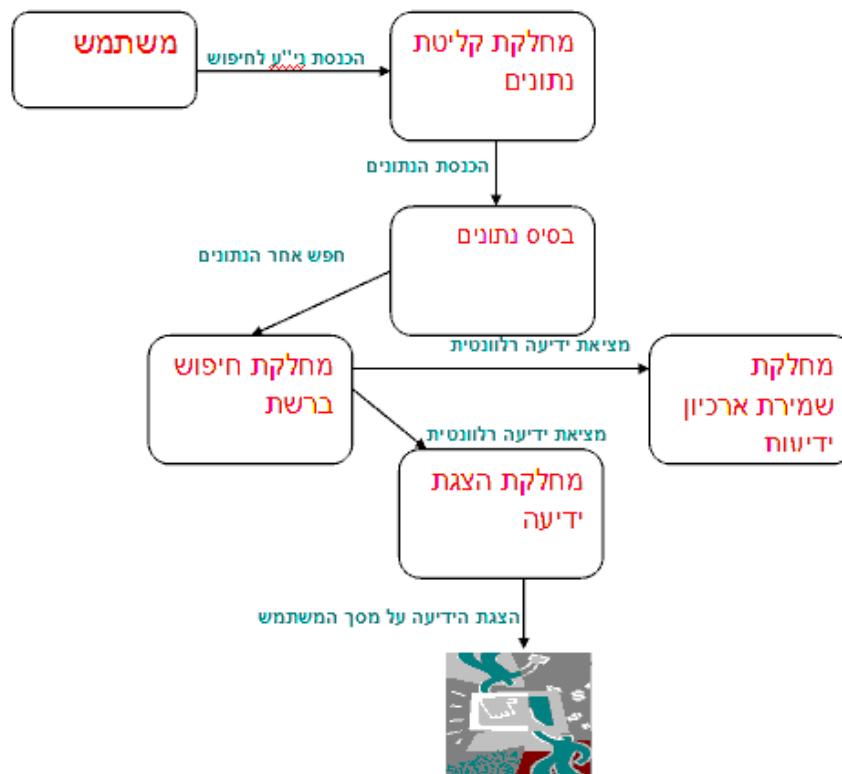 משתמש
הכנסת ני''ע לחיפוש
מחלקת קליטת
נתונים
הכנסת הנתונים
בסיס נתונים
חפש אחר הנתונים
מחלקת חיפוש
ברשת
מציאת ידיעה רלוונטית
מחלקת
שמירת ארכיון
ידיעות
מציאת ידיעה רלוונטית
מחלקת הצגת
ידיעה
הצגת הידיעה על מסך המשתמש